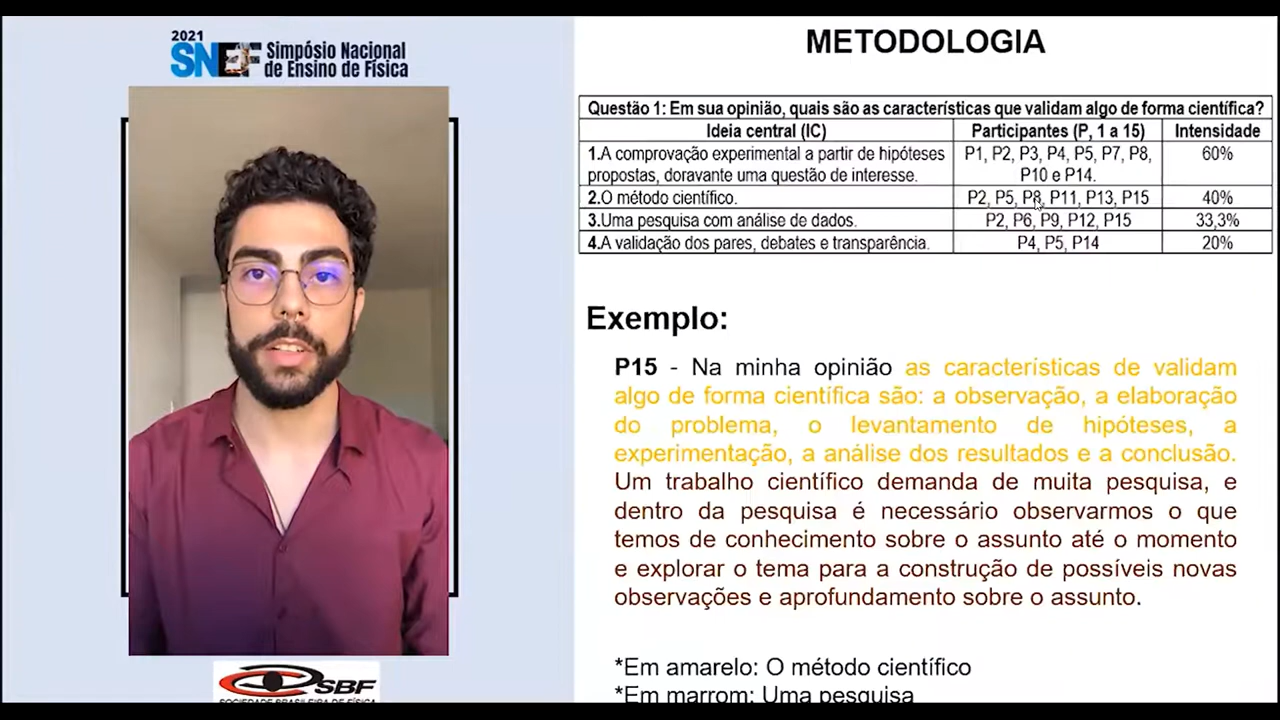 2021
SNEF Simpósio Nacional
de Ensino de Física
METODOLOGIA
Questão 1: Em sua opinião, quais são as características que validam algo de forma científica?
Ideia central (IC) Participantes (P, 1 a 15) Intensidade
1.A comprovação experimental a partir de hipóteses
propostas, doravante uma questão de interesse.
P1, P2, P3, P4, P5, P7, P8,
P10 e P14.
60%
2.O método científico. P2, P5, P8, P11, P13, P15 40%
3.Uma pesquisa com análise de dados. P2, P6, P9, P12, P15 33,3%
4.A validação dos pares, debates e transparência. P4, P5, P14 20%
Exemplo:
P15 - Na minha opinião as características de validam
algo de forma científica são: a observação, a elaboração
do problema, o levantamento de hipóteses, a
experimentação, a análise dos resultados e a conclusão.
Um trabalho científico demanda de muita pesquisa, e
dentro da pesquisa é necessário observarmos o que
temos de conhecimento sobre o assunto até o momento
e explorar o tema para a construção de possíveis novas
observações e aprofundamento sobre o assunto.
*Em amarelo: O método científico
*Em marrom: Uma pesquisa
SBF
SOCIEDADE BRASILEIRA DE FÍSICA